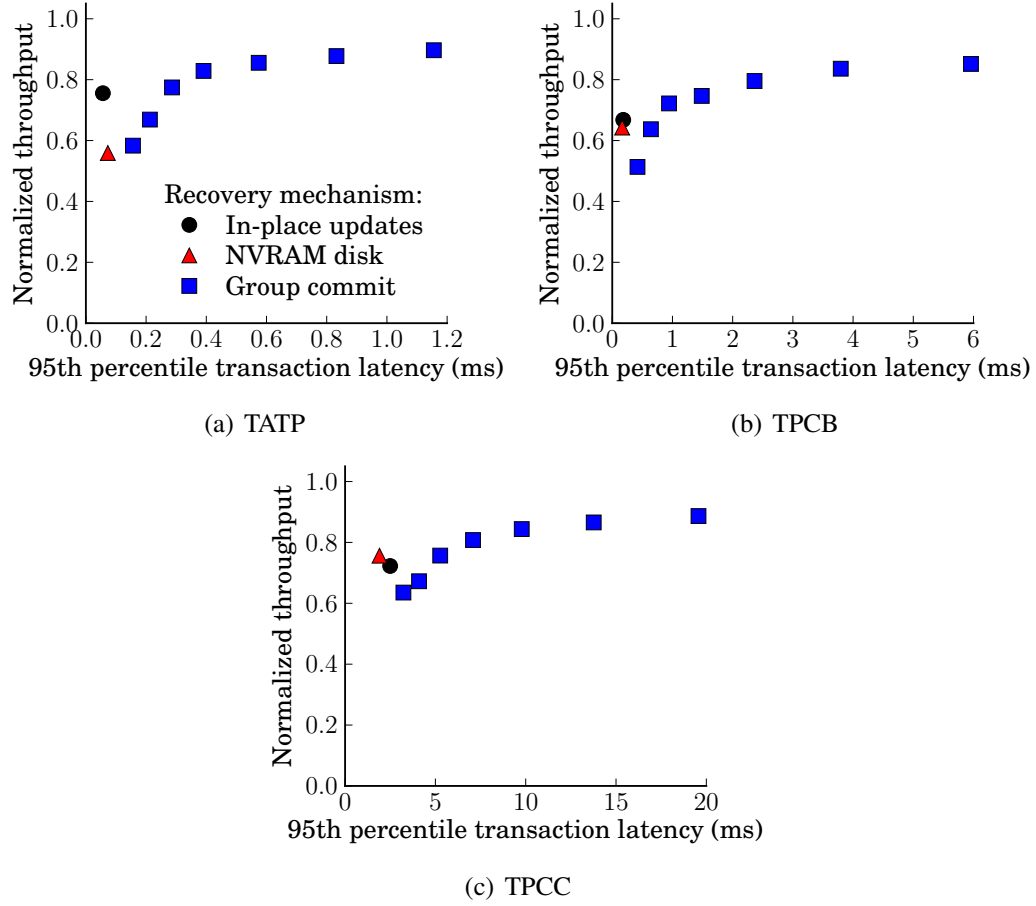 Normalized throughput
1.0
0.8
0.6
0.4
0.2
0.0
Recovery mechanism:
In-place updates
NVRAM disk
Group commit
0.0 0.2 0.4 0.6 0.8 1.0 1.2
95th percentile transaction latency (ms)
(a) TATP
Normalized throughput
1.0
0.8
0.6
0.4
0.2
0.0
0 1 2 3 4 5 6
95th percentile transaction latency (ms)
(b) TPCB
Normalized throughput
1.0
0.8
0.6
0.4
0.2
0.0
0 5 10 15 20
95th percentile transaction latency (ms)
(c) TPCC